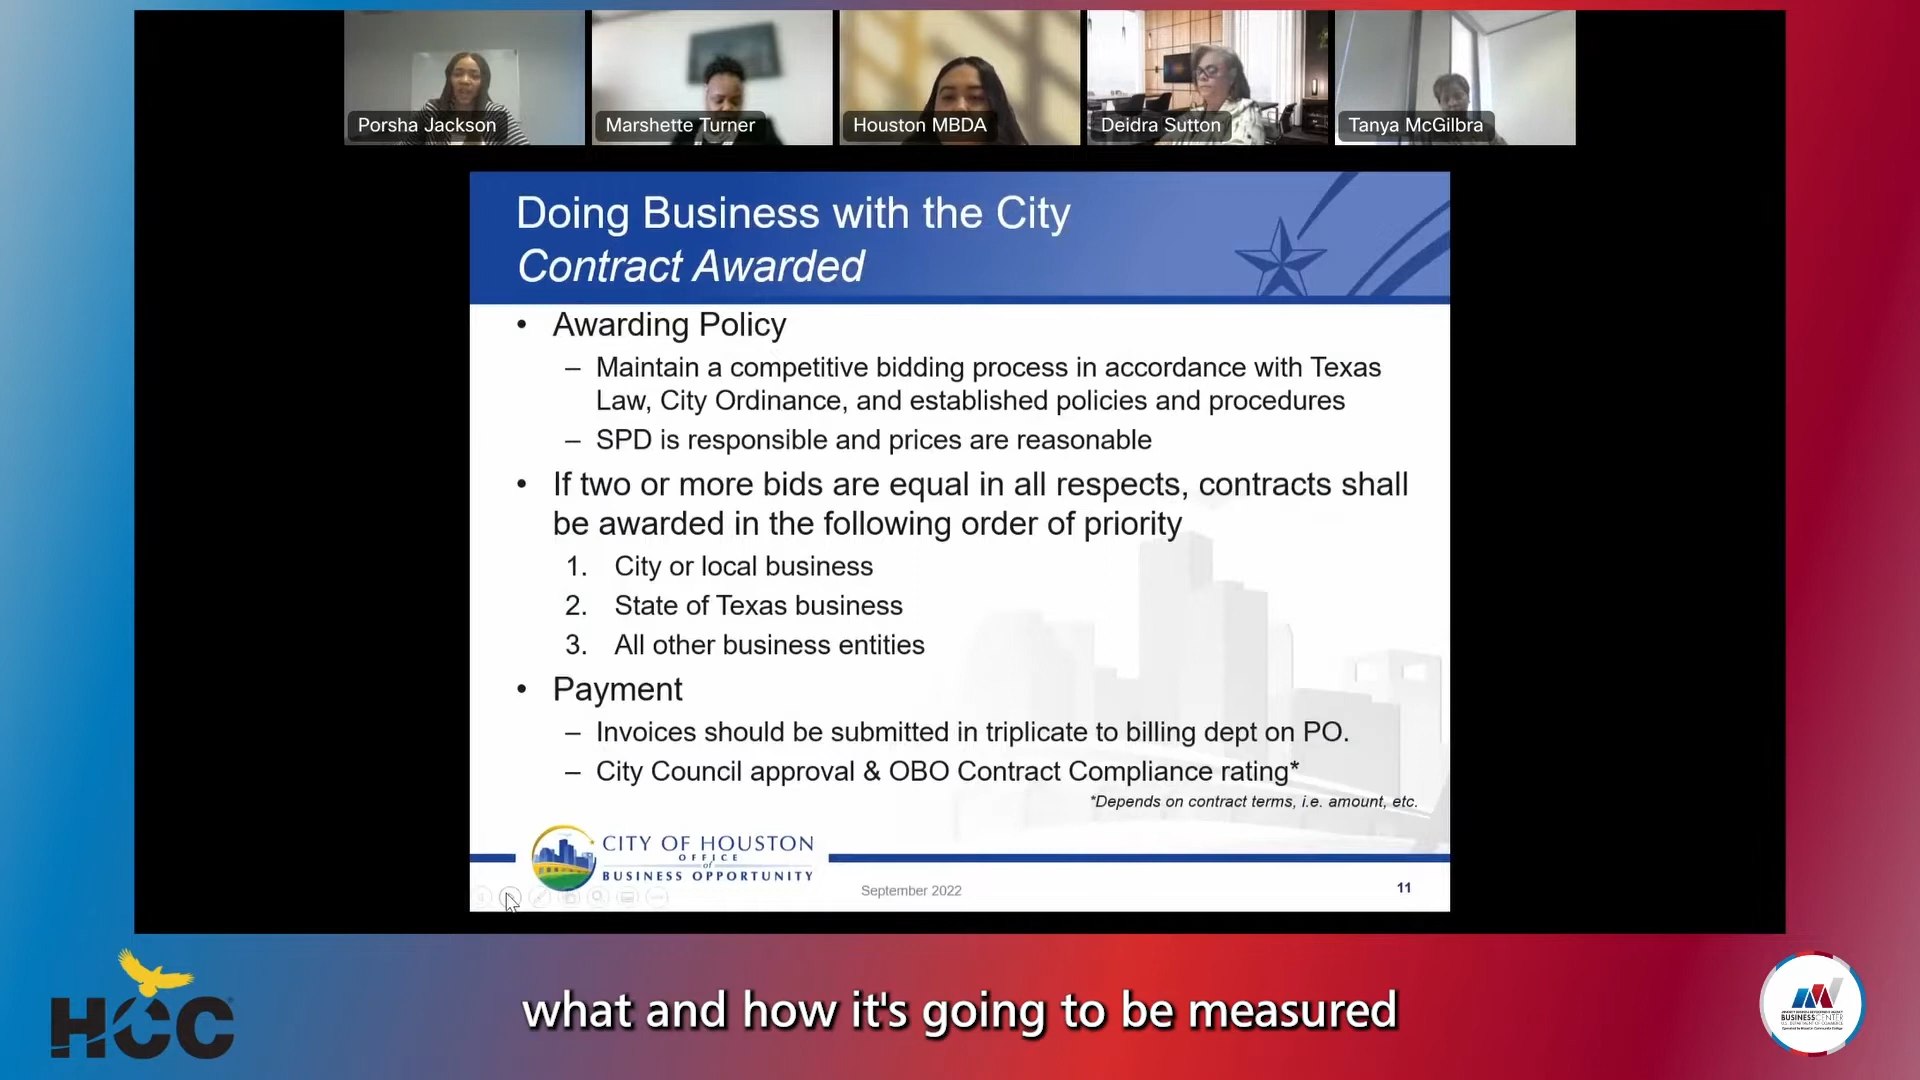 Porsha Jackson
Marshette Turner
Houston MBDA
Deidra Sutton
Tanya McGilbra
Doing Business with the City
Contract Awarded
• Awarding Policy
– Maintain a competitive bidding process in accordance with Texas
Law, City Ordinance, and established policies and procedures
– SPD is responsible and prices are reasonable
• If two or more bids are equal in all respects, contracts shall
be awarded in the following order of priority
1. City or local business
2. State of Texas business
3. All other business entities
• Payment
– Invoices should be submitted in triplicate to billing dept on PO.
– City Council approval & OBO Contract Compliance rating*
*Depends on contract terms, i.e. amount, etc.
CITY OF HOUSTON
OFFICE
of
BUSINESS OPPORTUNITY
September 2022
11
HCC
what and how it's going to be measured
BUSINESS CENTER